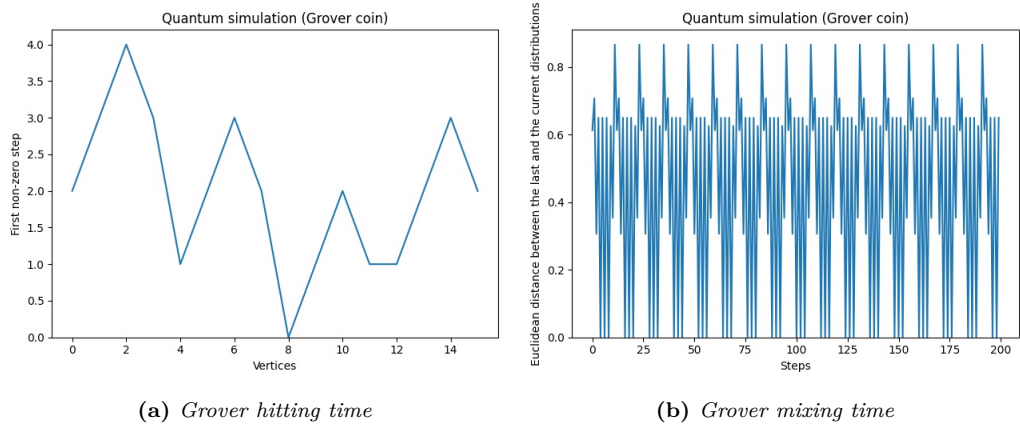 Quantum simulation (Grover coin)
First non-zero step
4.0
3.5
3.0
2.5
2.0
1.5
1.0
0.5
0.0
0 2 4 6 8 10 12 14
Vertices
(a) Grover hitting time
Quantum simulation (Grover coin)
Euclidean distance between the last and the current distributions
0.8
0.6
0.4
0.2
0.0
0 25 50 75 100 125 150 175 200
Steps
(b) Grover mixing time